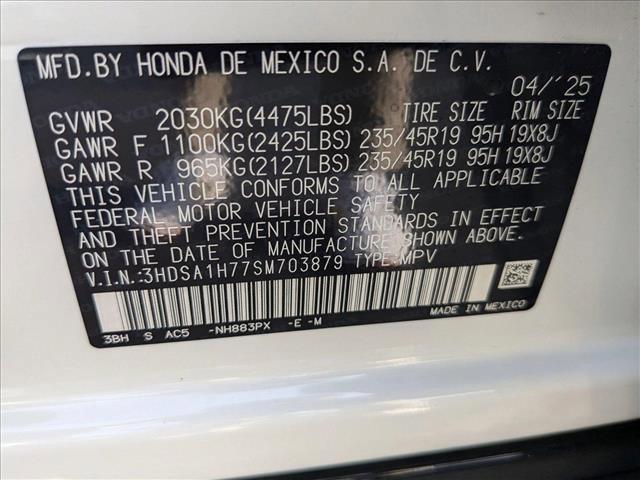 MFD.BY HONDA DE MEXICO S.A. DE C.V.
04/'25
GVWR 2030KG(4475LBS) TIRE SIZE RIM SIZE
GAWR F 1100KG(2425LBS) 235/45R19 95H 19X8J
GAWR R 965KG(2127LBS) 235/45R19 95H 19X8J
THIS VEHICLE CONFORMS TO ALL APPLICABLE
FEDERAL MOTOR VEHICLE SAFETY
AND THEFT PREVENTION STANDARDS IN EFFECT
ON THE DATE OF MANUFACTURE SHOWN ABOVE.
V.I.N:3HDSA1H77SM703879 TYPE:MPV
3BH S AC5 -NH883PX -E -M MADE IN MEXICO